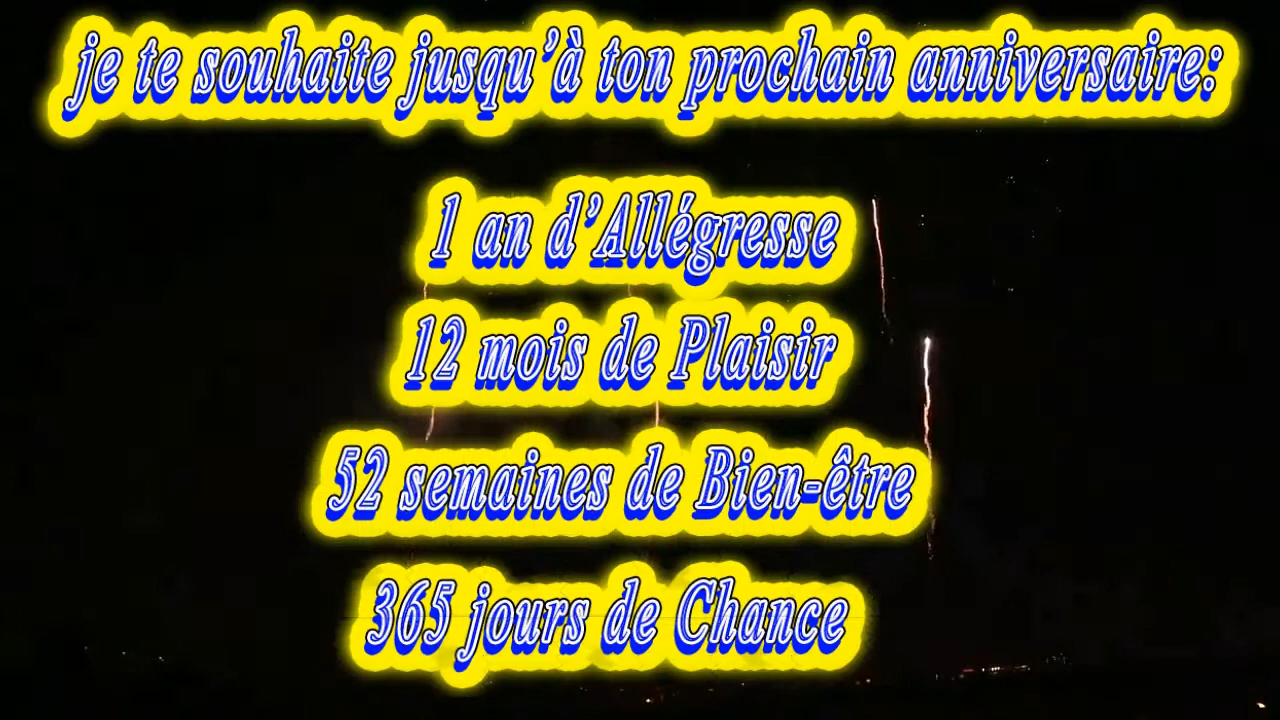 je te souhaite jusqu’à ton prochain anniversaire:
1 an d’Allégresse
12 mois de Plaisir
52 semaines de Bien-être
365 jours de Chance